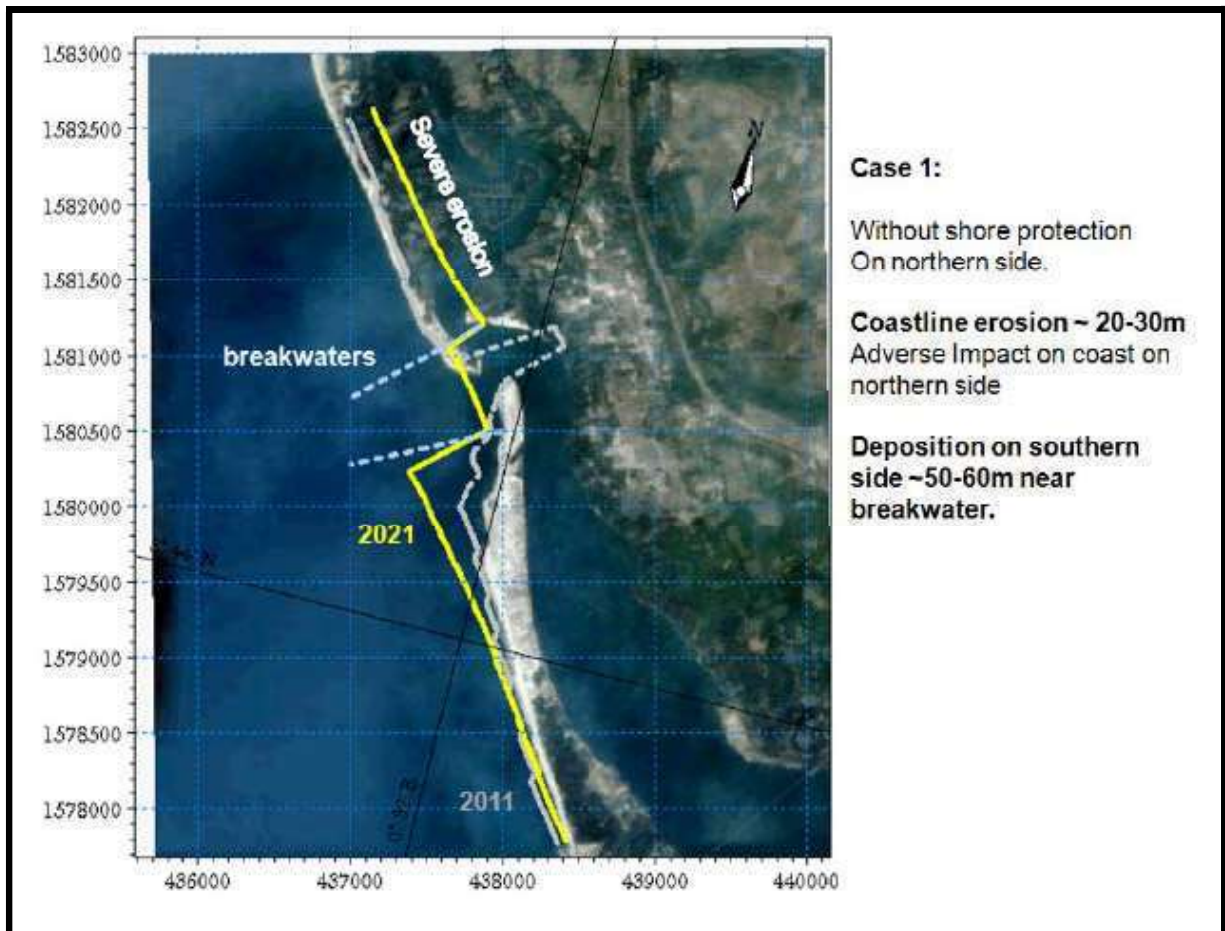 1583000
1582500
1582000
1581500
1581000
1580500
1580000
1579500
1579000
1578500
1578000
436000 437000 438000 439000 440000
Severe erosion
breakwaters
2021
2011
N
Case 1:
Without shore protection
On northern side.
Coastline erosion ~ 20-30m
Adverse Impact on coast on
northern side
Deposition on southern
side ~50-60m near
breakwater.